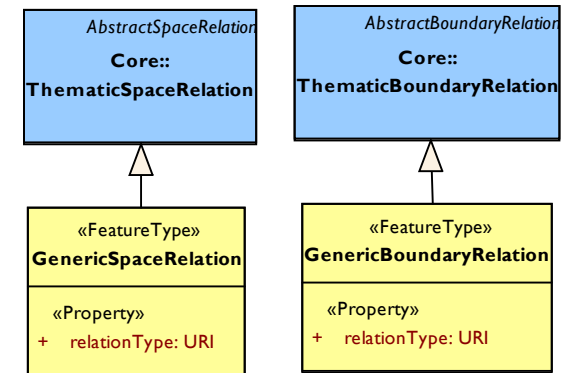 AbstractSpaceRelation
Core::
ThematicSpaceRelation
AbstractBoundaryRelation
Core::
ThematicBoundaryRelation
«FeatureType»
GenericSpaceRelation
«Property»
+ relationType: URI
«FeatureType»
GenericBoundaryRelation
«Property»
+ relationType: URI